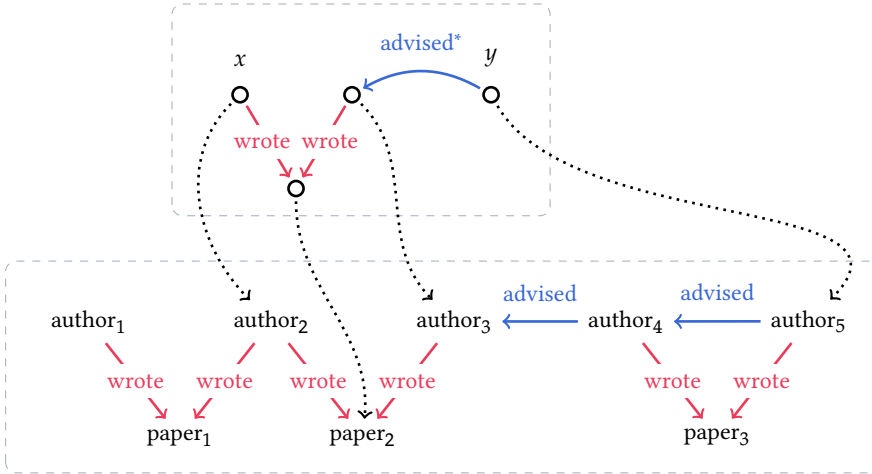 advised*
x
y
wrote wrote
advised advised
author₁ author₂ author₃ author₄ author₅
wrote wrote wrote wrote wrote wrote
paper₁ paper₂ paper₃